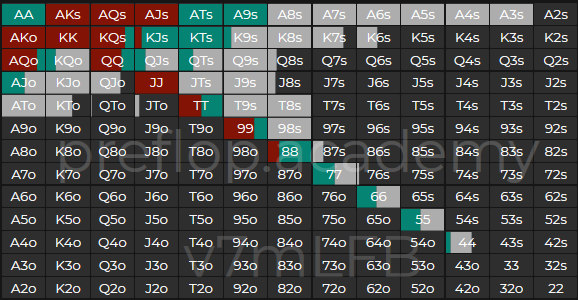 AA AKs AQs AJs ATs A9s A8s A7s A6s A5s A4s A3s A2s
AKo KK KQs KJs KTs K9s K8s K7s K6s K5s K4s K3s K2s
AQo KQo QQ QJs QTs Q9s Q8s Q7s Q6s Q5s Q4s Q3s Q2s
AJo KJo QJo JJ JTs J9s J8s J7s J6s J5s J4s J3s J2s
ATo KTo QTo JTo TT T9s T8s T7s T6s T5s T4s T3s T2s
A9o K9o Q9o J9o T9o 99 98s 97s 96s 95s 94s 93s 92s
A8o K8o Q8o J8o T8o 98o 88 87s 86s 85s 84s 83s 82s
preflop.academy
A7o K7o Q7o J7o T7o 97o 87o 77 76s 75s 74s 73s 72s
A6o K6o Q6o J6o T6o 96o 86o 76o 66 65s 64s 63s 62s
A5o K5o Q5o J5o T5o 95o 85o 75o 65o 55 54s 53s 52s
A4o K4o Q4o J4o T4o 94o 84o 74o 64o 54o 44 43s 42s
v7mLFB
A3o K3o Q3o J3o T3o 93o 83o 73o 63o 53o 43o 33 32s
A2o K2o Q2o J2o T2o 92o 82o 72o 62o 52o 42o 32o 22